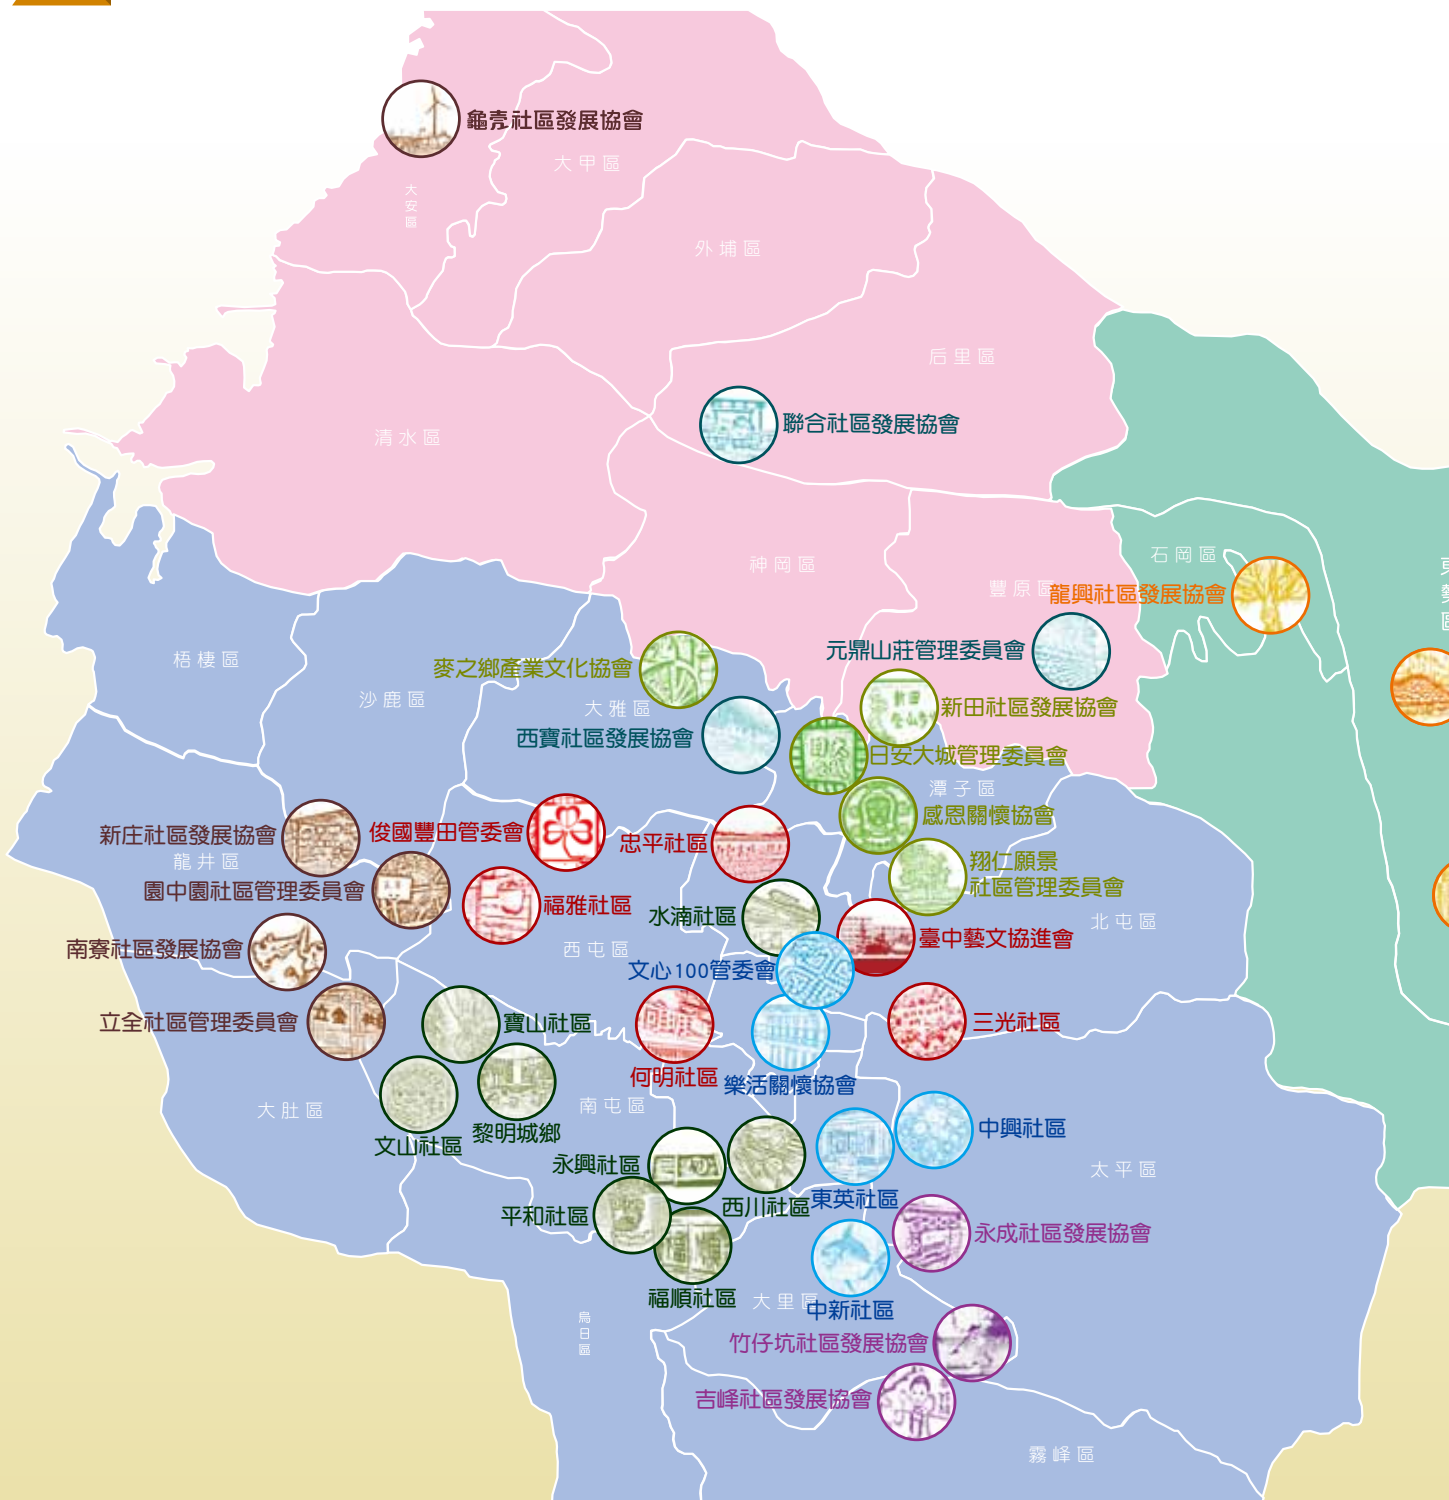 龜壳社區發展協會
大甲區
大
安
區
外埔區
后里區
聯合社區發展協會
清水區
神岡區
石岡區
豐原區
龍興社區發展協會
東
勢
區
元鼎山莊管理委員會
梧棲區
麥之鄉產業文化協會
沙鹿區
大雅區
新田社區發展協會
西寶社區發展協會
日安大城管理委員會
潭子區
感恩關懷協會
新庄社區發展協會
俊國豐田管委會
忠平社區
龍井區
翔仁願景
社區管理委員會
園中園社區管理委員會
福雅社區
水湳社區
北屯區
臺中藝文協進會
南寮社區發展協會
西屯區
文心100管委會
立全社區管理委員會
寶山社區
三光社區
何明社區
樂活關懷協會
大肚區
南屯區
中興社區
黎明城鄉
文山社區
永興社區
太平區
東英社區
西川社區
平和社區
永成社區發展協會
福順社區
大里區
中新社區
烏
日
區
竹仔坑社區發展協會
吉峰社區發展協會
霧峰區